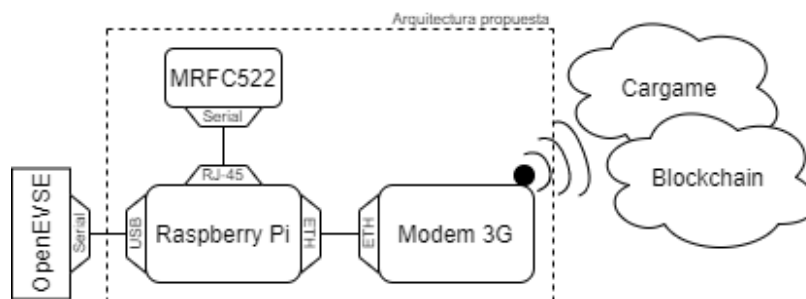 Arquitectura propuesta
MRFC522
Serial
Cargame
RJ-45
Blockchain
OpenEVSE
Serial
USB
Raspberry Pi
ETH
ETH
Modem 3G